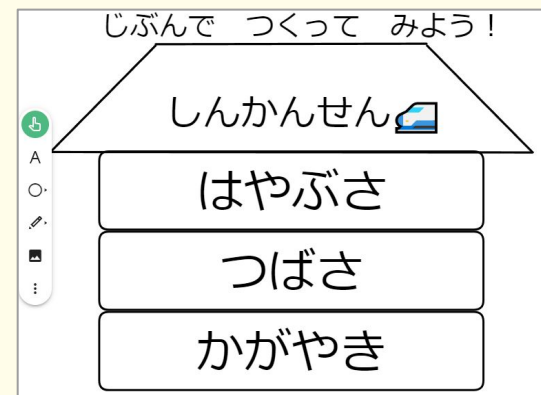 じぶんで　つくって　みよう！
しんかんせん🚅
A
はやぶさ
つばさ
かがやき